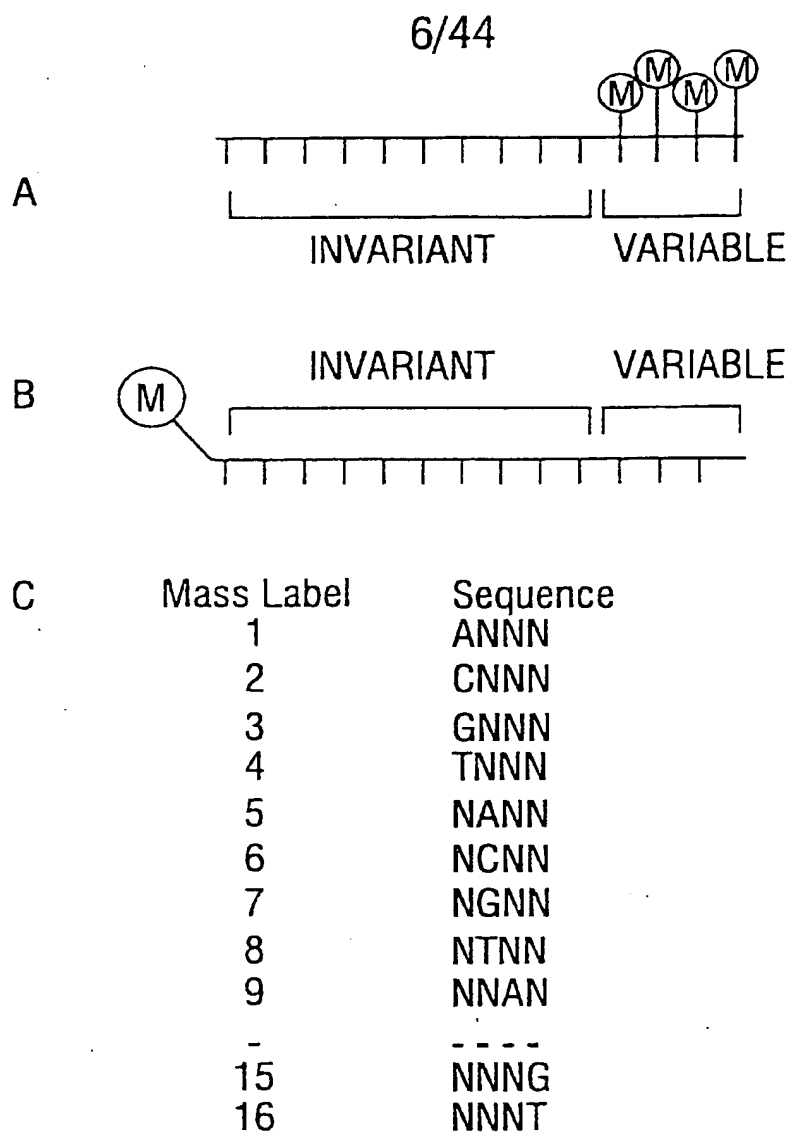 6/44
M M M M
A
INVARIANT VARIABLE
INVARIANT VARIABLE
B M
C Mass Label Sequence
1 ANNN
2 CNNN
3 GNNN
4 TNNN
5 NANN
6 NCNN
7 NGNN
8 NTNN
9 NNAN
- - - - -
15 NNNG
16 NNNT